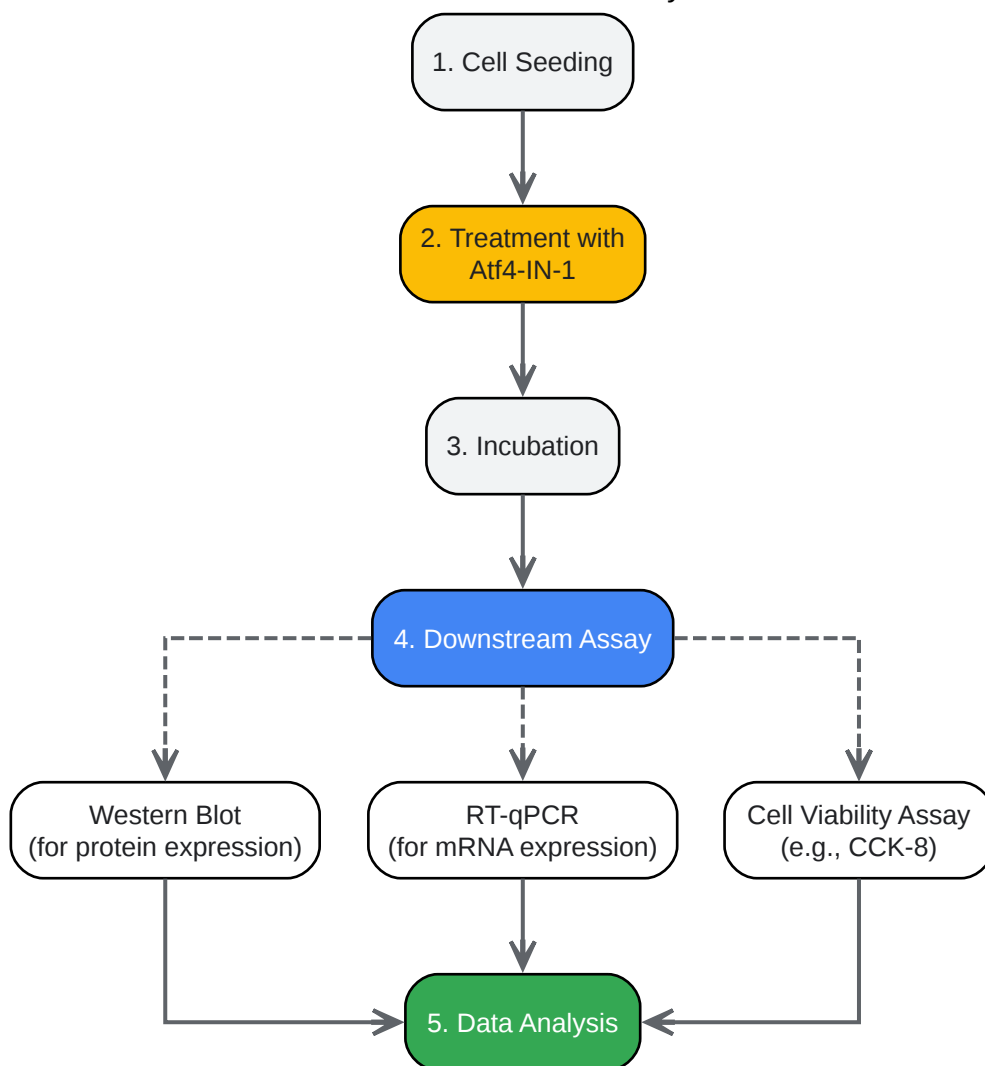 1. Cell Seeding
2. Treatment with
Atf4-IN-1
3. Incubation
4. Downstream Assay
Western Blot
(for protein expression)
RT-qPCR
(for mRNA expression)
Cell Viability Assay
(e.g., CCK-8)
5. Data Analysis